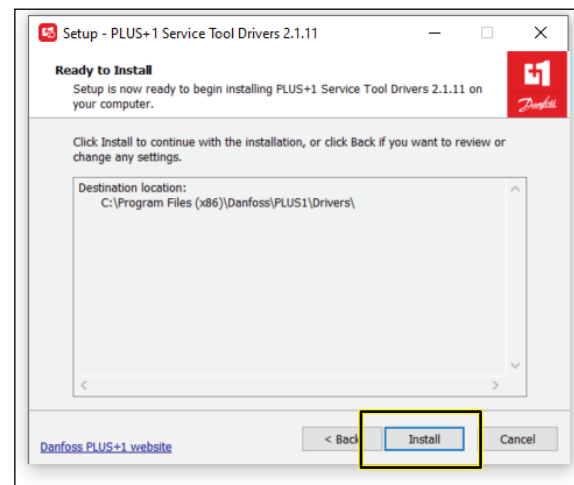 Setup - PLUS+1 Service Tool Drivers 2.1.11
Ready to Install
Setup is now ready to begin installing PLUS+1 Service Tool Drivers 2.1.11 on
your computer.
Danfoss
Click Install to continue with the installation, or click Back if you want to review or
change any settings.
Destination location:
C:\Program Files (x86)\Danfoss\PLUS1\Drivers\
Danfoss PLUS+1 website
< Back
Install
Cancel